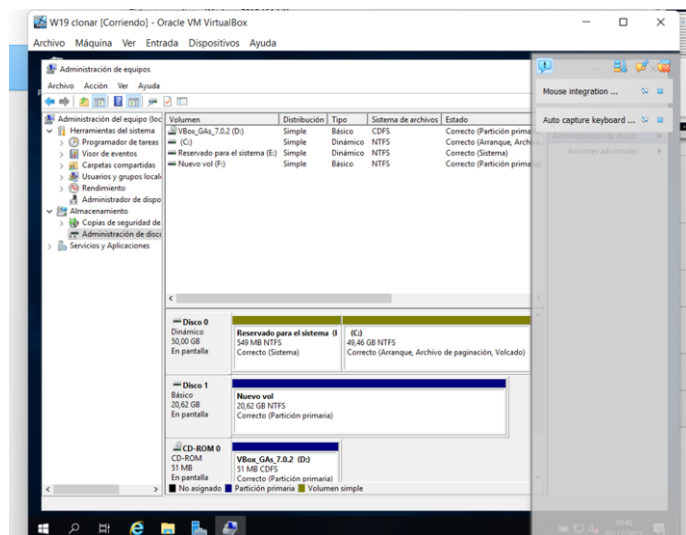 W19 clonar [Corriendo] - Oracle VM VirtualBox
Archivo Máquina Ver Entrada Dispositivos Ayuda
Administración de equipos
Archivo Acción Ver Ayuda
Mouse integration ...
Auto capture keyboard ...
Administración del equipo (loc
Herramientas del sistema
Programador de tareas
Visor de eventos
Carpetas compartidas
Usuarios y grupos locale
Rendimiento
Administrador de dispo
Almacenamiento
Copias de seguridad de
Administración de disco
Servicios y Aplicaciones
Volumen Distribución Tipo Sistema de archivos Estado
VBox_GAs_7.0.2 (D:) Simple Básico CDFS Correcto (Partición prima
(C:) Simple Dinámico NTFS Correcto (Arranque, Archi
Reservado para el sistema (E:) Simple Dinámico NTFS Correcto (Sistema)
Nuevo vol (F:) Simple Básico NTFS Correcto (Partición prima
Administración de discos
Acciones adicionales
Disco 0
Dinámico
50,00 GB
En pantalla
Reservado para el sistema (I
549 MB NTFS
Correcto (Sistema)
(C:)
49,46 GB NTFS
Correcto (Arranque, Archivo de paginación, Volcado)
Disco 1
Básico
20,62 GB
En pantalla
Nuevo vol
20,62 GB NTFS
Correcto (Partición primaria)
CD-ROM 0
CD-ROM
51 MB
En pantalla
VBox_GAs_7.0.2 (D:)
51 MB CDFS
Correcto (Partición primaria)
No asignado Partición primaria Volumen simple
10:40